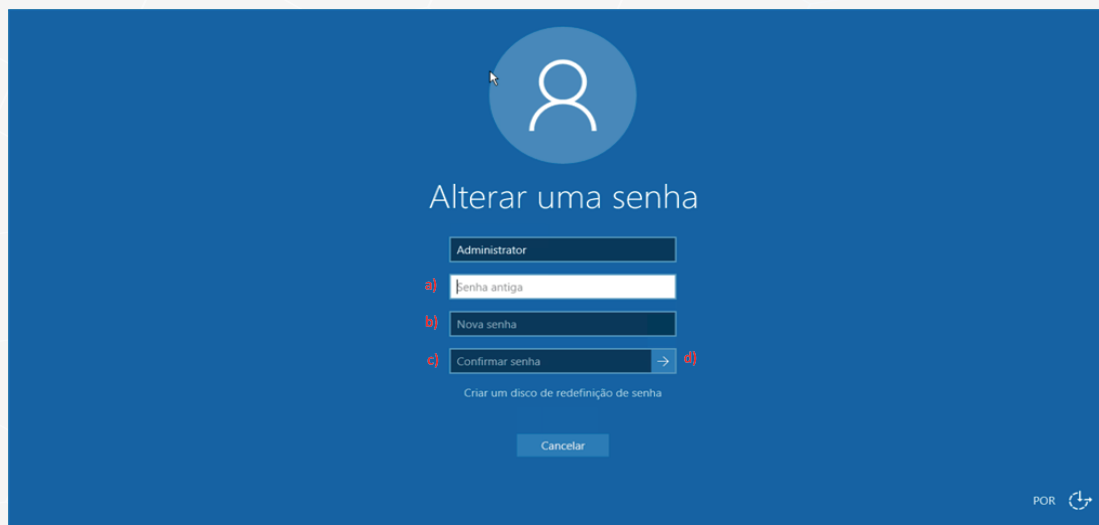 Alterar uma senha
Administrator
a) Senha antiga
b) Nova senha
c) Confirmar senha d)
Criar um disco de redefinição de senha
Cancelar
POR